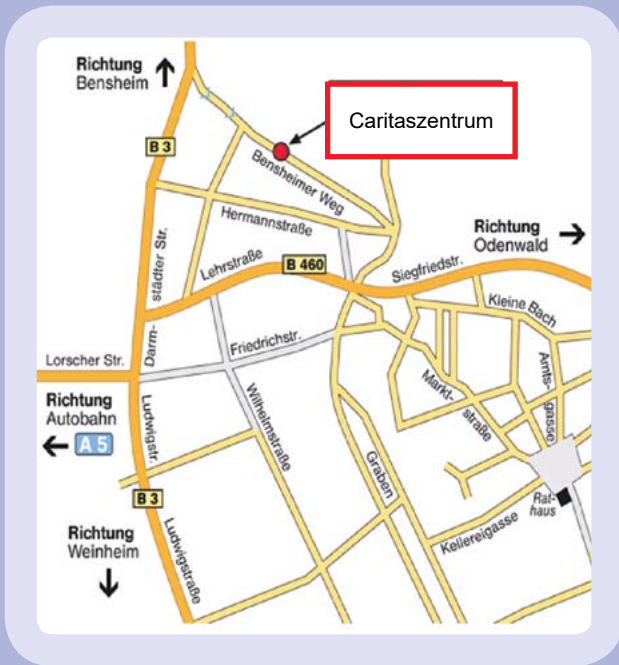 Richtung
Bensheim
Caritaszentrum
B 3
Bensheimer Weg
Hermannstraße
Richtung
Odenwald
Lehrstraße
B 460
Siegfriedstr.
Darm-
städter Str.
Kleine Bach
Friedrichstr.
Lorscher Str.
Amts-
gasse
Markt-
straße
Richtung
Autobahn
A 5
Ludwigstr.
Wilhelmstraße
Graben
B 3
Rat-
haus
Richtung
Weinheim
Ludwigstraße
Kellereigasse